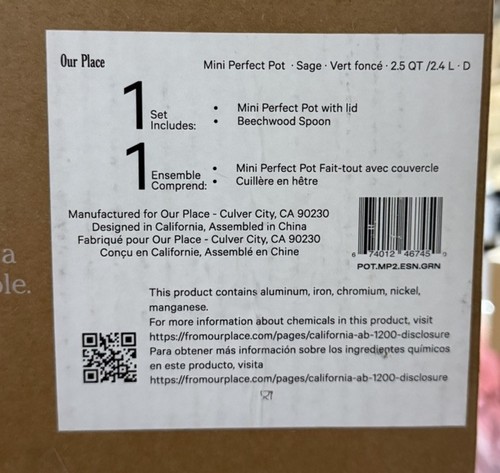 Our Place
Mini Perfect Pot · Sage · Vert foncé · 2.5 QT /2.4 L · D
1 Set Includes:
• Mini Perfect Pot with lid
• Beechwood Spoon
1 Ensemble Comprend:
• Mini Perfect Pot Fait-tout avec couvercle
• Cuillère en hêtre
Manufactured for Our Place - Culver City, CA 90230
Designed in California, Assembled in China
Fabriqué pour Our Place - Culver City, CA 90230
Conçu en Californie, Assemblé en Chine
6 74012 46745 9
POT.MP2.ESN.GRN
a
ole.
This product contains aluminum, iron, chromium, nickel,
manganese.
For more information about chemicals in this product, visit
https://fromourplace.com/pages/california-ab-1200-disclosure
Para obtener más información sobre los ingredientes químicos
en este producto, visita
https://fromourplace.com/pages/california-ab-1200-disclosure